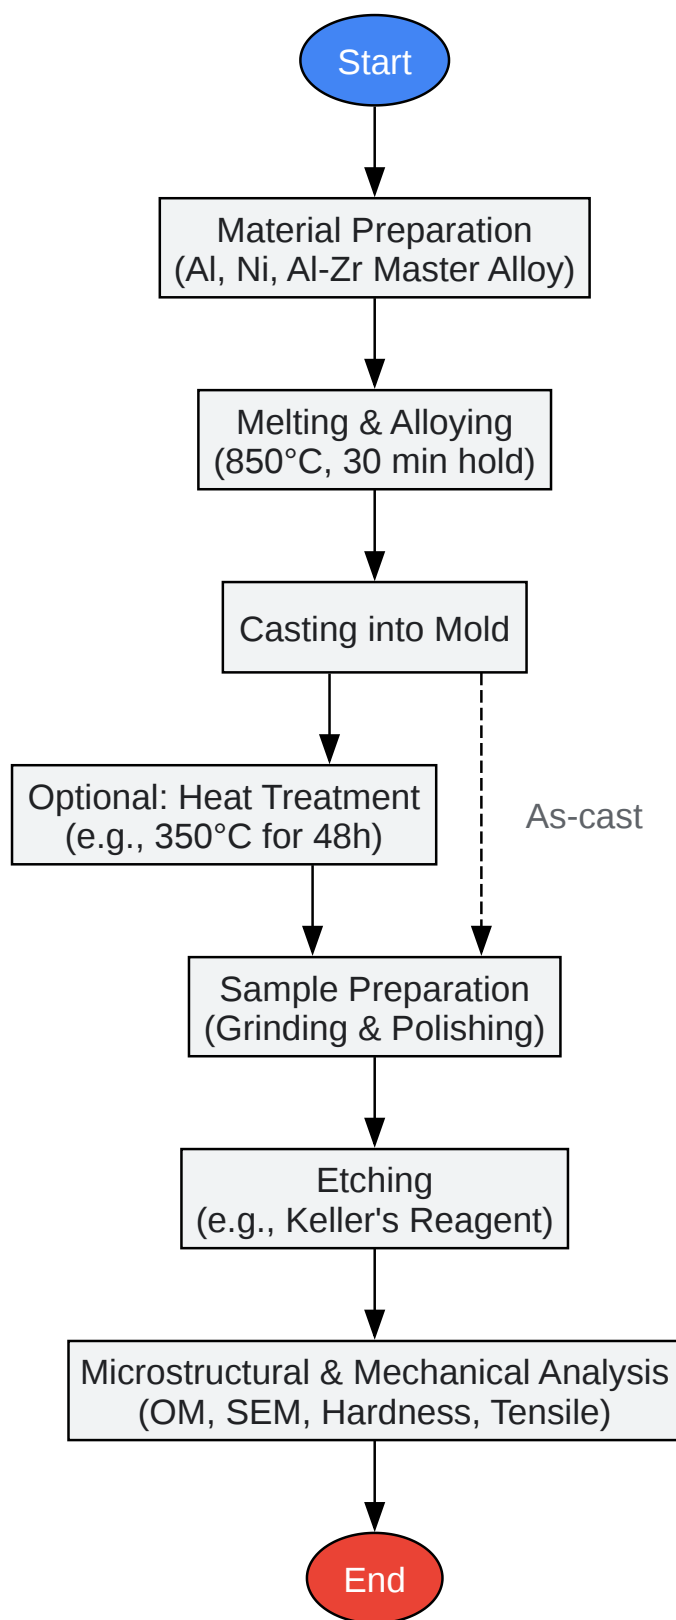 Start
Material Preparation
(Al, Ni, Al-Zr Master Alloy)
Melting & Alloying
(850°C, 30 min hold)
Casting into Mold
Optional: Heat Treatment
(e.g., 350°C for 48h)
As-cast
Sample Preparation
(Grinding & Polishing)
Etching
(e.g., Keller's Reagent)
Microstructural & Mechanical Analysis
(OM, SEM, Hardness, Tensile)
End